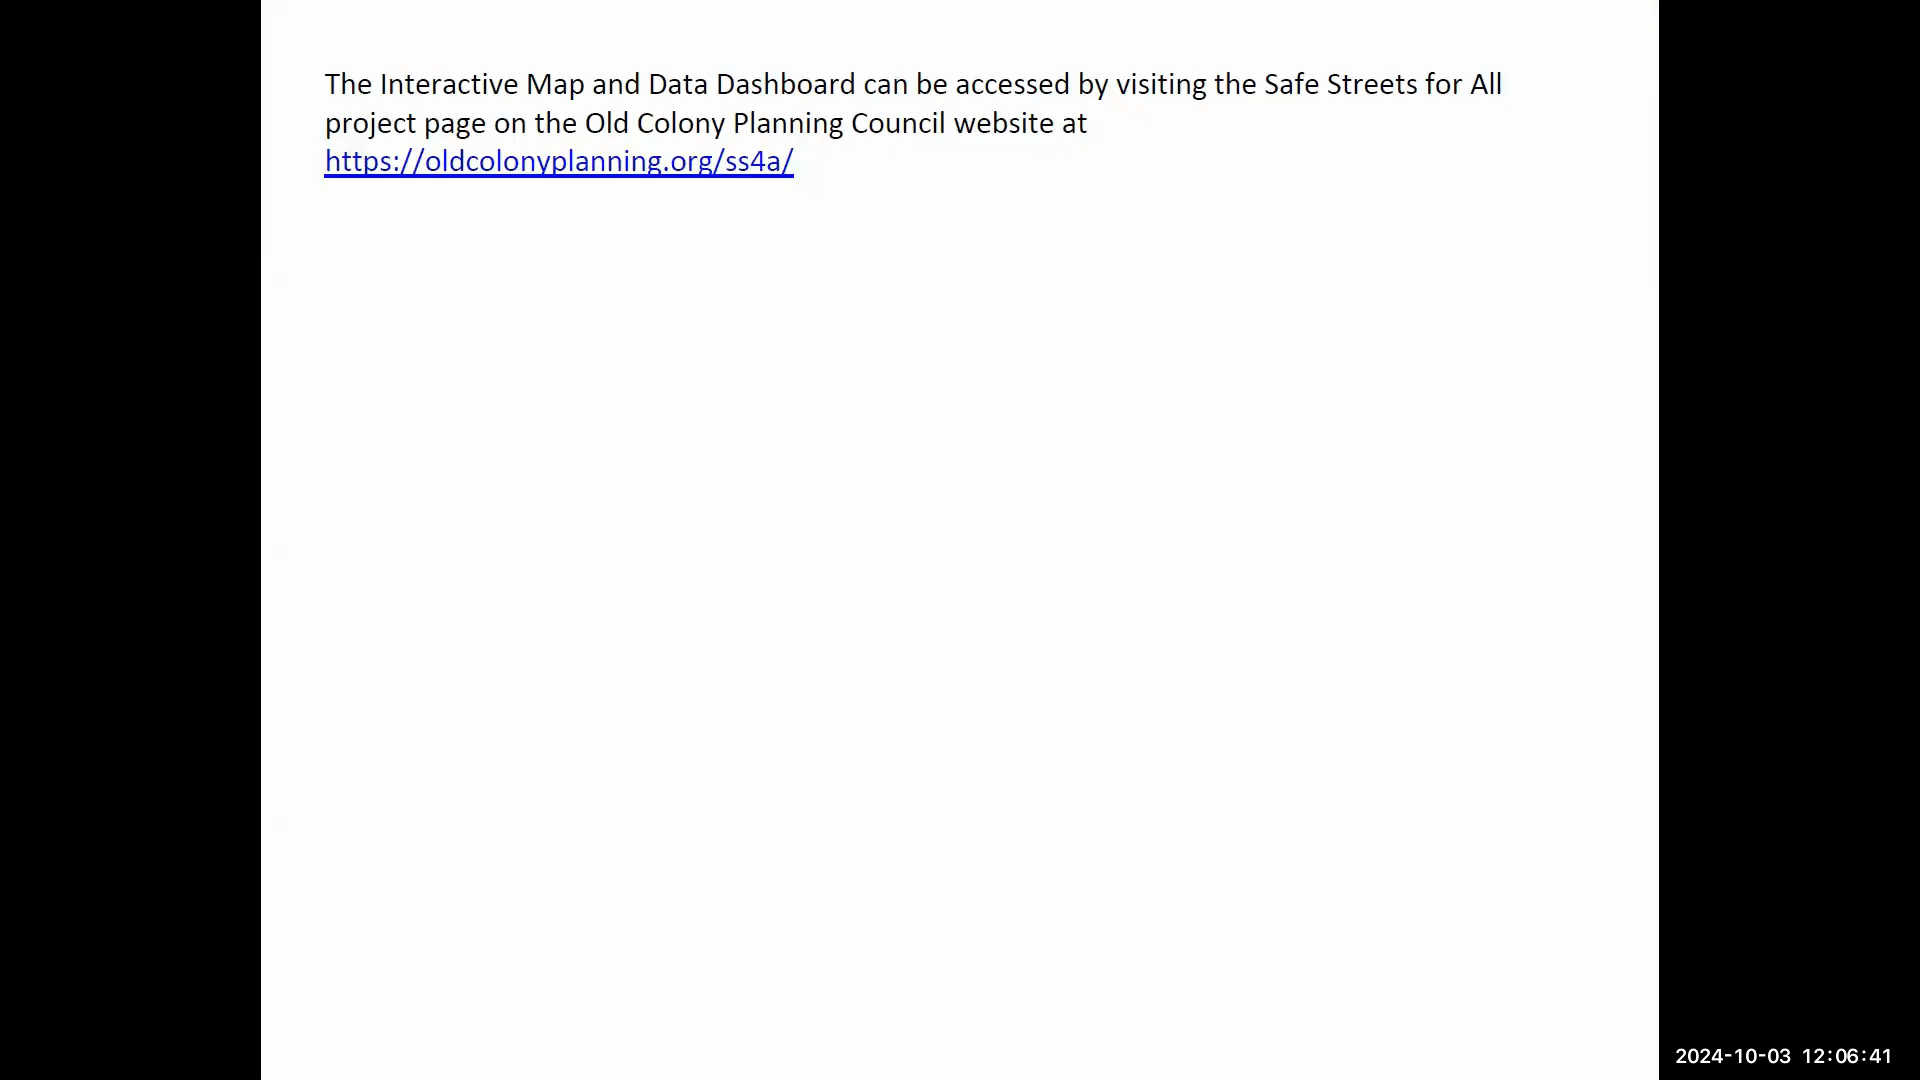 The Interactive Map and Data Dashboard can be accessed by visiting the Safe Streets for All
project page on the Old Colony Planning Council website at
https://oldcolonyplanning.org/ss4a/
2024-10-03 12:06:41